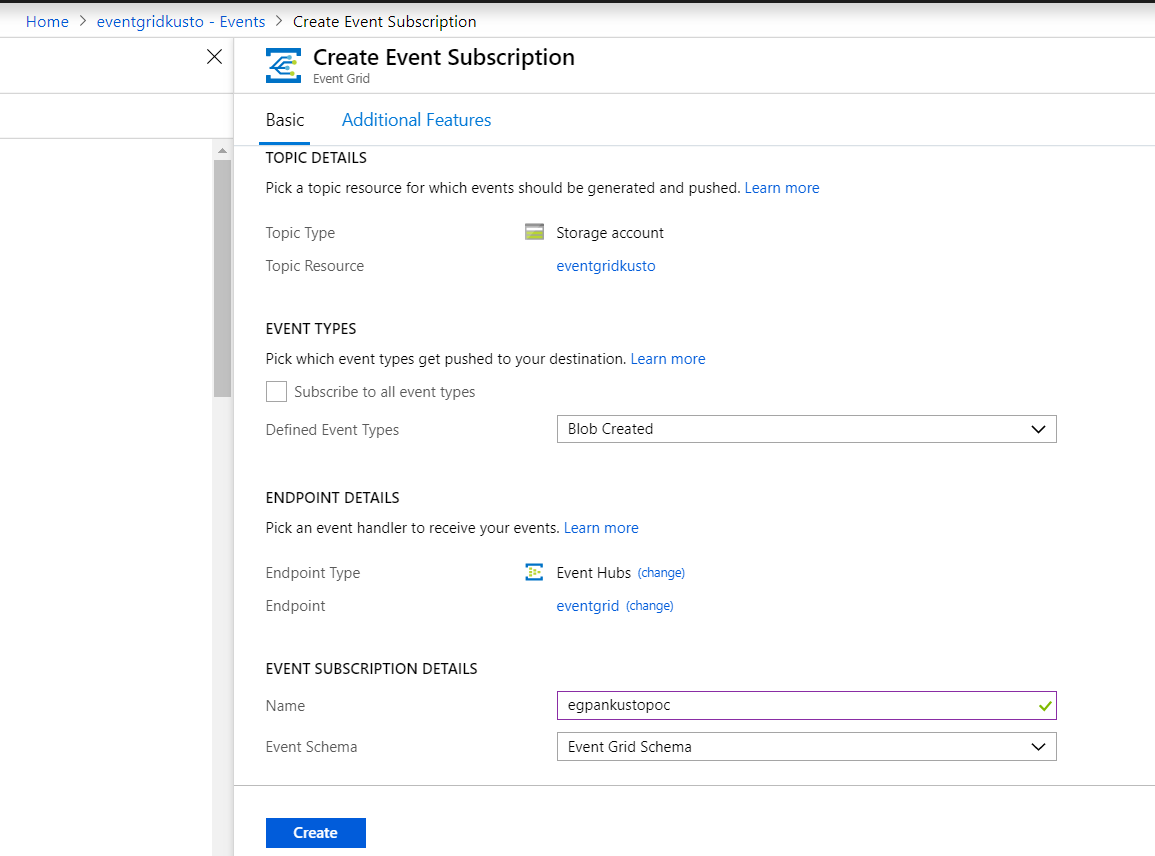 Home > eventgridkusto - Events > Create Event Subscription
Create Event Subscription
Event Grid
Basic Additional Features
TOPIC DETAILS
Pick a topic resource for which events should be generated and pushed. Learn more
Topic Type Storage account
Topic Resource eventgridkusto
EVENT TYPES
Pick which event types get pushed to your destination. Learn more
Subscribe to all event types
Defined Event Types Blob Created
ENDPOINT DETAILS
Pick an event handler to receive your events. Learn more
Endpoint Type Event Hubs (change)
Endpoint eventgrid (change)
EVENT SUBSCRIPTION DETAILS
Name egpankustopoc
Event Schema Event Grid Schema
Create